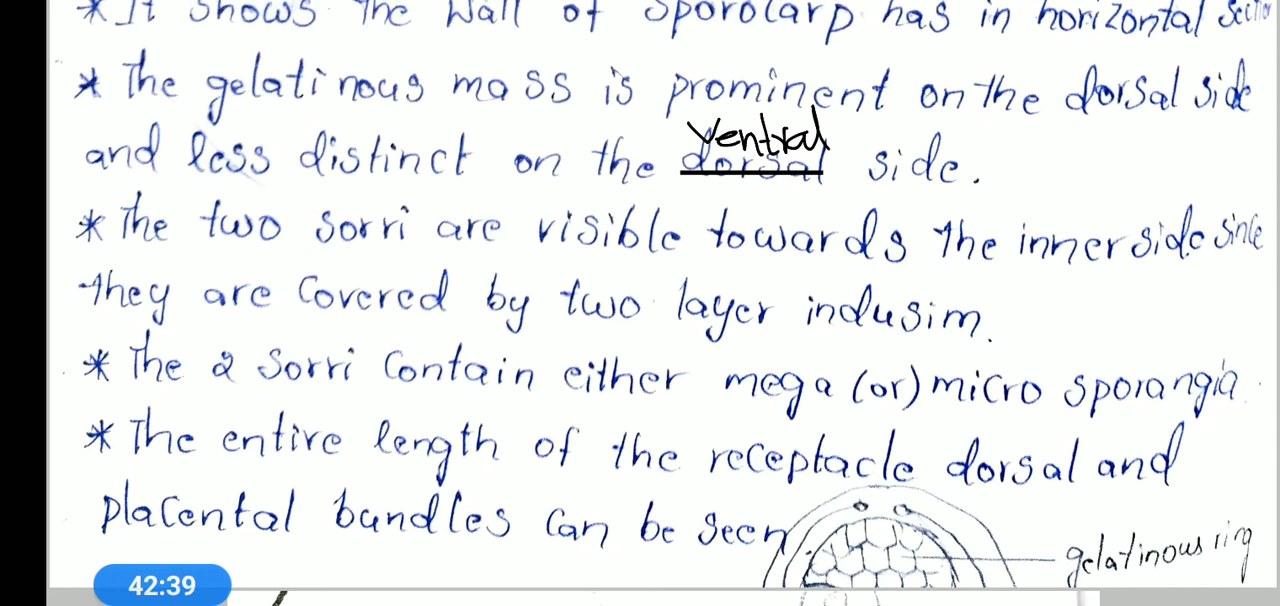 * It shows the wall of sporocarp has in horizontal section
* The gelatinous mass is prominent on the dorsal side
ventral
and less distinct on the dorsal side.
* The two sorri are visible towards the inner side since
they are covered by two layer indusim.
* The 2 sorri contain either mega (or) micro sporangia
* The entire length of the receptacle dorsal and
placental bundles can be seen
gelatinous ring
42:39